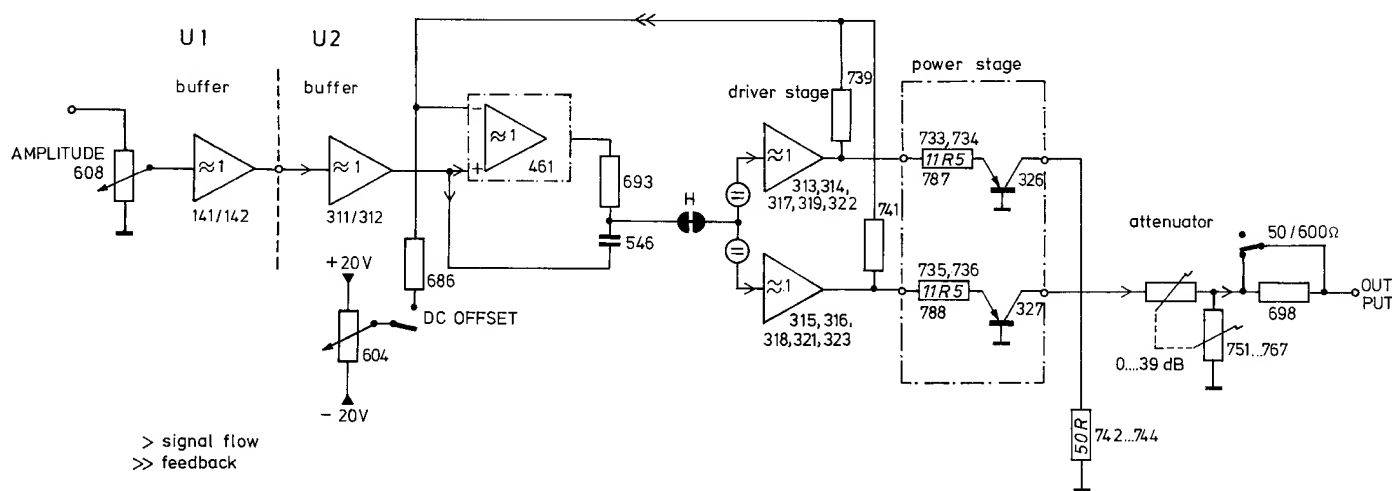 U1
U2
buffer
buffer
AMPLITUDE
608
≈1
141/142
≈1
311/312
-
+
≈1
461
693
546
H
686
+20V
DC OFFSET
604
-20V
driver stage
739
≈1
313,314,
317,319,322
741
≈1
315,316,
318,321,323
power stage
733,734
11R5
787
326
735,736
11R5
788
327
attenuator
50/600Ω
698
OUT
PUT
0....39 dB
751...767
50R
742...744
> signal flow
>> feedback